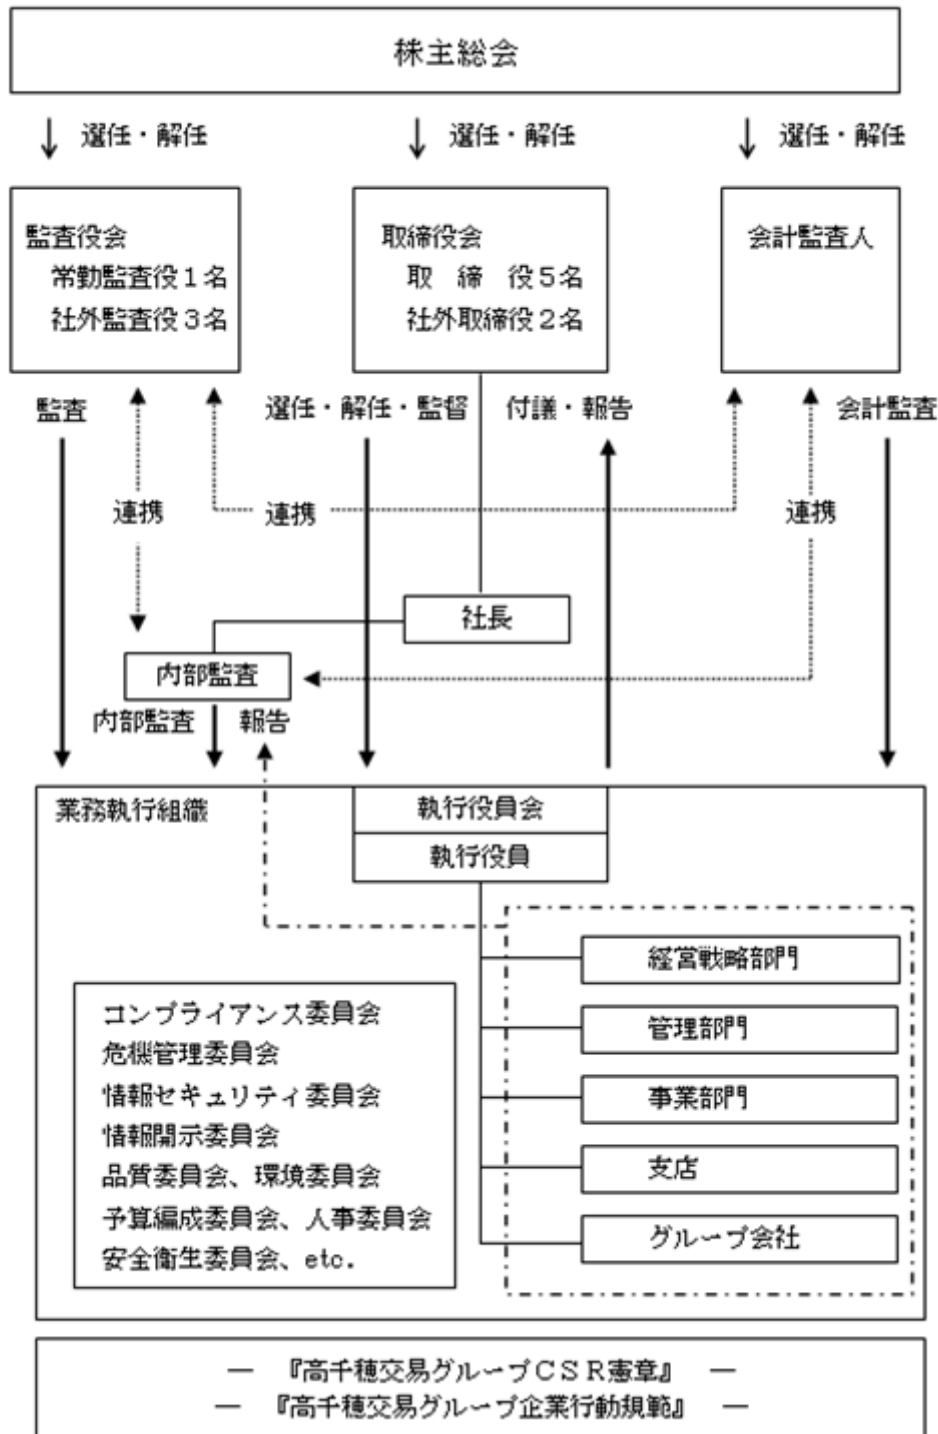 株主総会
選任・解任
選任・解任
選任・解任
監査役会
常勤監査役1名
社外監査役3名
取締役会
取　締　役5名
社外取締役2名
会計監査人
監査
選任・解任・監督
付議・報告
会計監査
連携
連携
連携
社長
内部監査
内部監査
報告
業務執行組織
執行役員会
執行役員
経営戦略部門
管理部門
事業部門
支店
グループ会社
コンプライアンス委員会
危機管理委員会
情報セキュリティ委員会
情報開示委員会
品質委員会、環境委員会
予算編成委員会、人事委員会
安全衛生委員会、etc.
― 『高千穂交易グループCSR憲章』 ―
― 『高千穂交易グループ企業行動規範』 ―